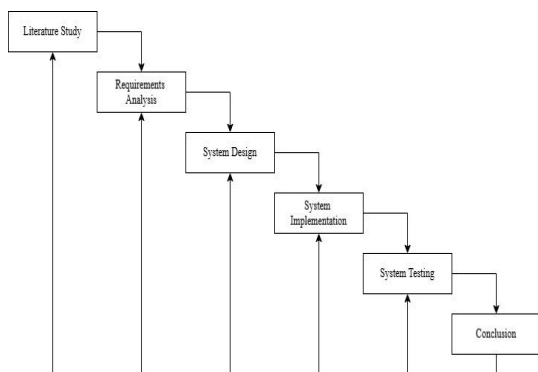 Literature Study
Requirements
Analysis
System Design
System
Implementation
System Testing
Conclusion